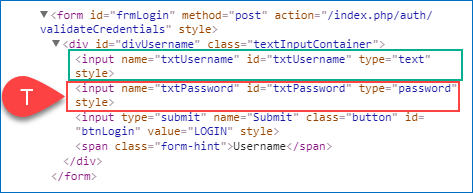 ▼<form id="frmLogin" method="post" action="/index.php/auth/
validateCredentials" style>
▼<div id="divUsername" class="textInputContainer">
<input name="txtUsername" id="txtUsername" type="text"
style>
T
<input name="txtPassword" id="txtPassword" type="password"
style>
<input type="submit" name="Submit" class="button" id=
"btnLogin" value="LOGIN" style>
<span class="form-hint">Username</span>
</div>
</form>